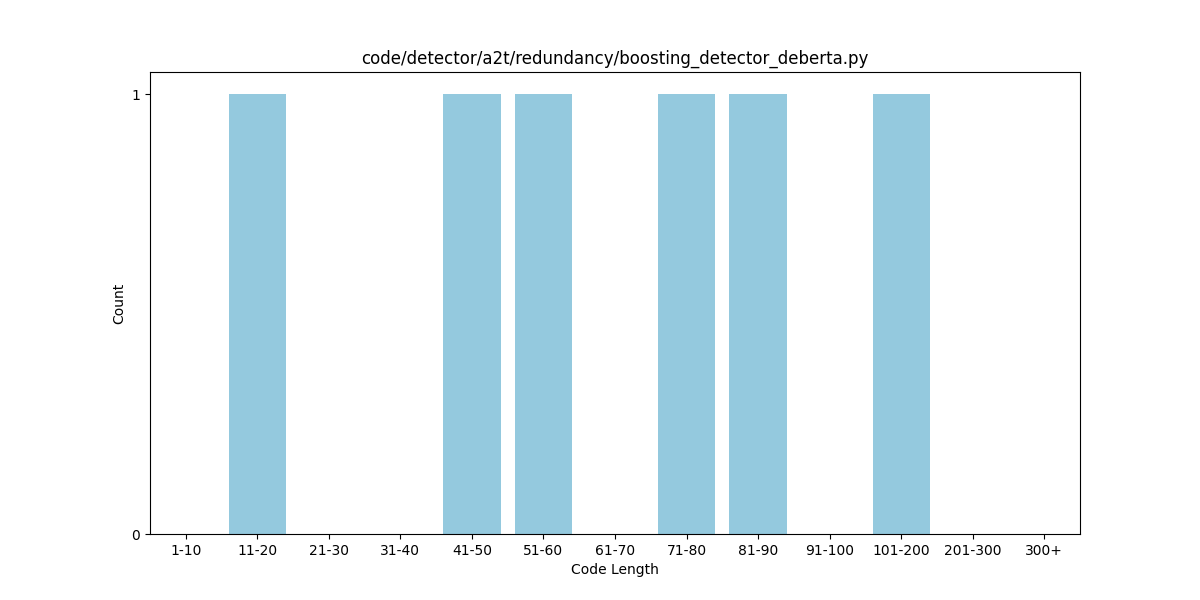 code/detector/a2t/redundancy/boosting_detector_deberta.py
Count
1
0
1-10 11-20 21-30 31-40 41-50 51-60 61-70 71-80 81-90 91-100 101-200 201-300 300+
Code Length